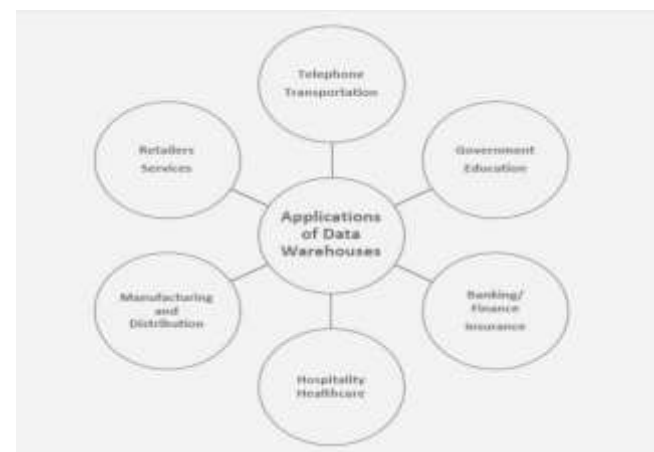 Telephone
Transportation
Retailers
Services
Government
Education
Applications
of Data
Warehouses
Manufacturing
and
Distribution
Banking/
Finance
Insurance
Hospitality
Healthcare